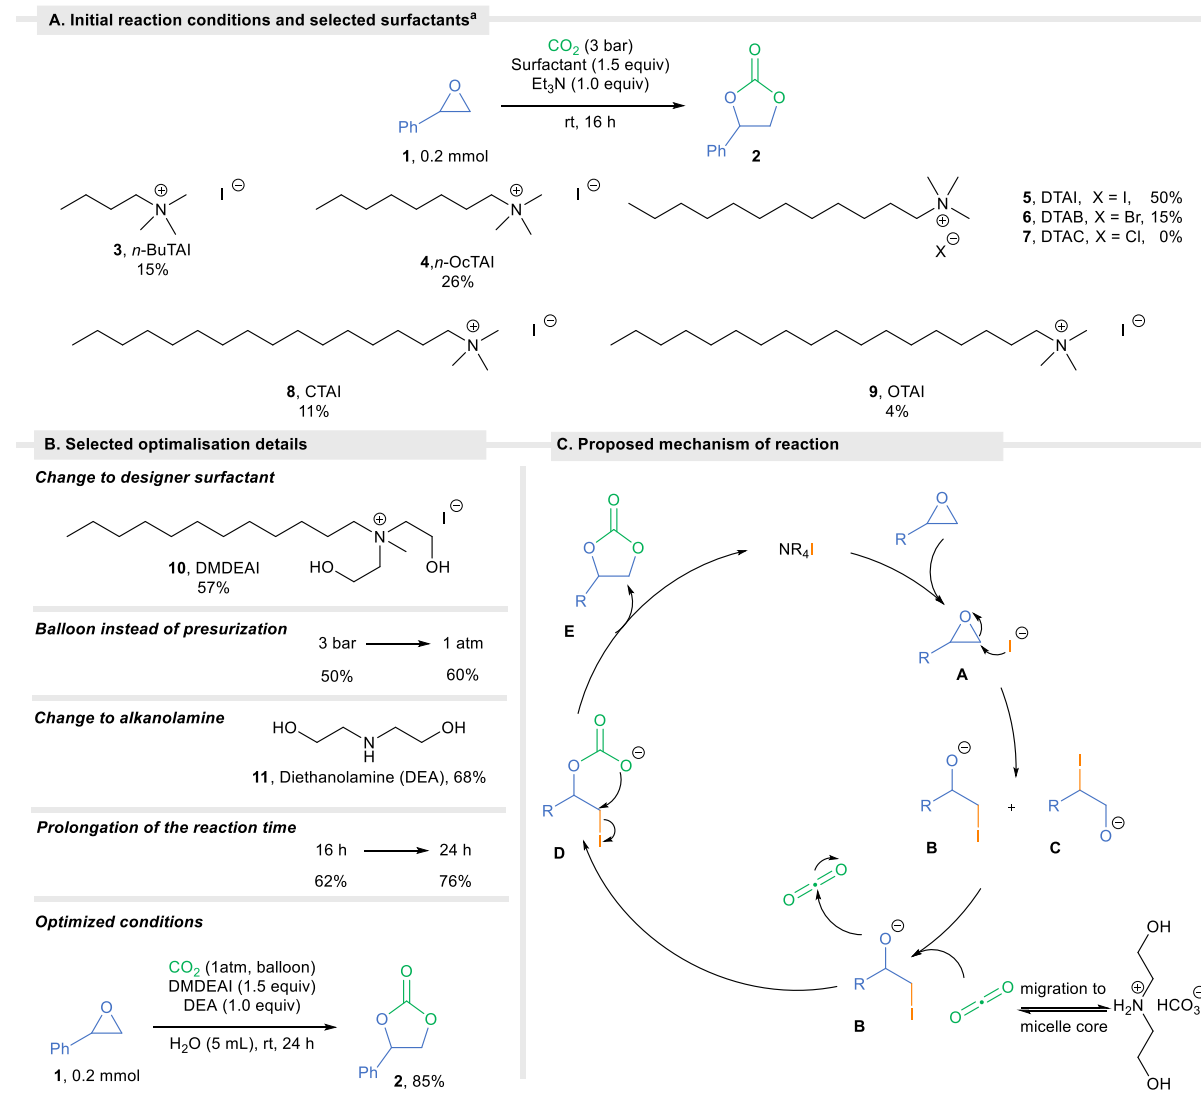 A. Initial reaction conditions and selected surfactantsᵃ
CO₂ (3 bar)
Surfactant (1.5 equiv)
Et₃N (1.0 equiv)
rt, 16 h
O
Ph
1, 0.2 mmol
O
O
O
Ph
2
N
⊕
I
⊖
3, n-BuTAI
15%
N
⊕
I
⊖
4,n-OcTAI
26%
N
⊕
X⊖
5, DTAI, X = I, 50%
6, DTAB, X = Br, 15%
7, DTAC, X = Cl, 0%
N
⊕
I
⊖
8, CTAI
11%
N
⊕
I
⊖
9, OTAI
4%
B. Selected optimalisation details
Change to designer surfactant
N
⊕
I
⊖
HO
OH
10, DMDEAI
57%
Balloon instead of presurization
3 bar
1 atm
50%
60%
Change to alkanolamine
HO
N
H
OH
11, Diethanolamine (DEA), 68%
Prolongation of the reaction time
16 h
24 h
62%
76%
Optimized conditions
CO₂ (1atm, balloon)
DMDEAI (1.5 equiv)
DEA (1.0 equiv)
H₂O (5 mL), rt, 24 h
O
Ph
1, 0.2 mmol
O
O
O
Ph
2, 85%
C. Proposed mechanism of reaction
O
O
O
R
E
NR₄I
O
R
O
R
I
⊖
A
O
⊖
R
I
B
+
I
R
O
⊖
C
O
O
O
⊖
R
I
D
O
O
O
⊖
R
I
B
O
O
migration to
micelle core
OH
H₂N
⊕
HCO₃
⊖
OH